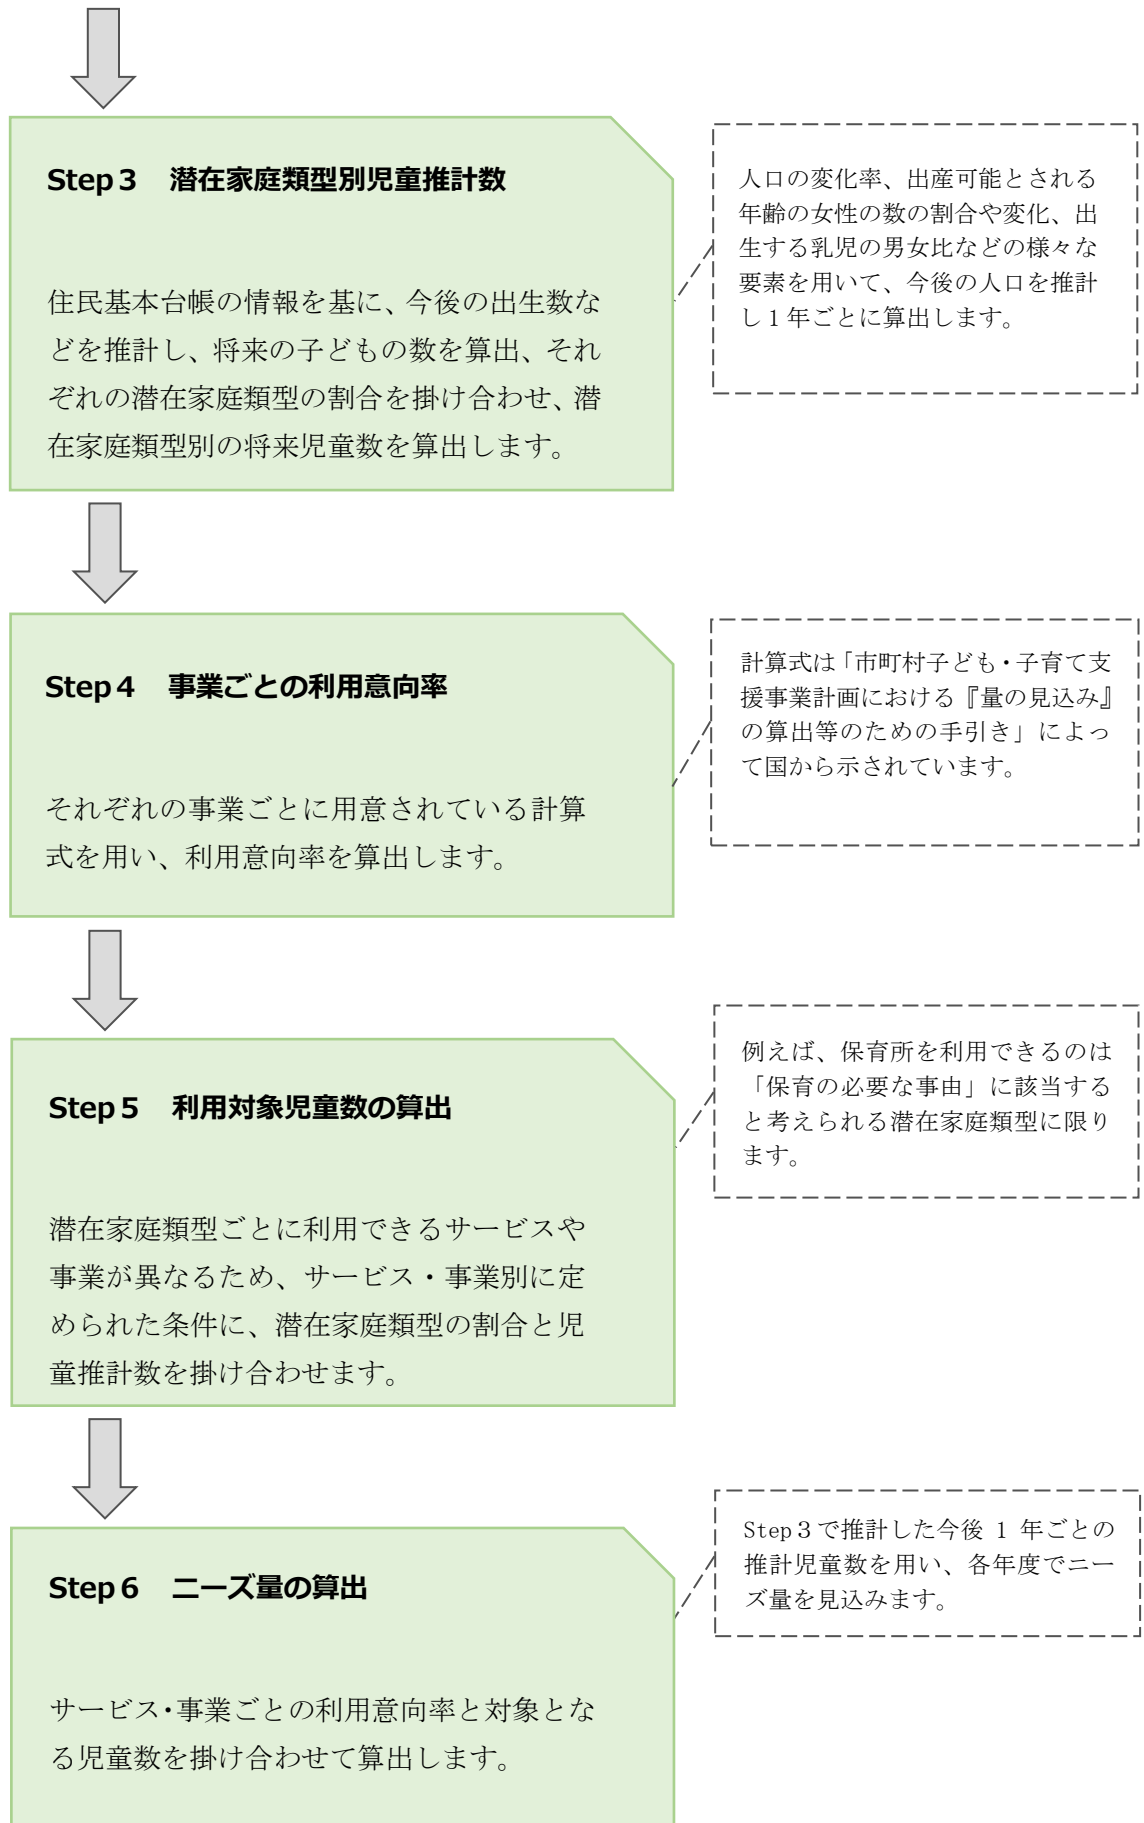 Step３　潜在家庭類型別児童推計数
住民基本台帳の情報を基に、今後の出生数な
どを推計し、将来の子どもの数を算出、それ
ぞれの潜在家庭類型の割合を掛け合わせ、潜
在家庭類型別の将来児童数を算出します。
人口の変化率、出産可能とされる
年齢の女性の数の割合や変化、出
生する乳児の男女比などの様々な
要素を用いて、今後の人口を推計
し１年ごとに算出します。
Step４　事業ごとの利用意向率
それぞれの事業ごとに用意されている計算
式を用い、利用意向率を算出します。
計算式は「市町村子ども・子育て支
援事業計画における『量の見込み』
の算出等のための手引き」によっ
て国から示されています。
Step５　利用対象児童数の算出
潜在家庭類型ごとに利用できるサービスや
事業が異なるため、サービス・事業別に定
められた条件に、潜在家庭類型の割合と児
童推計数を掛け合わせます。
例えば、保育所を利用できるのは
「保育の必要な事由」に該当する
と考えられる潜在家庭類型に限り
ます。
Step６　ニーズ量の算出
サービス・事業ごとの利用意向率と対象とな
る児童数を掛け合わせて算出します。
Step３で推計した今後 1 年ごとの
推計児童数を用い、各年度でニー
ズ量を見込みます。